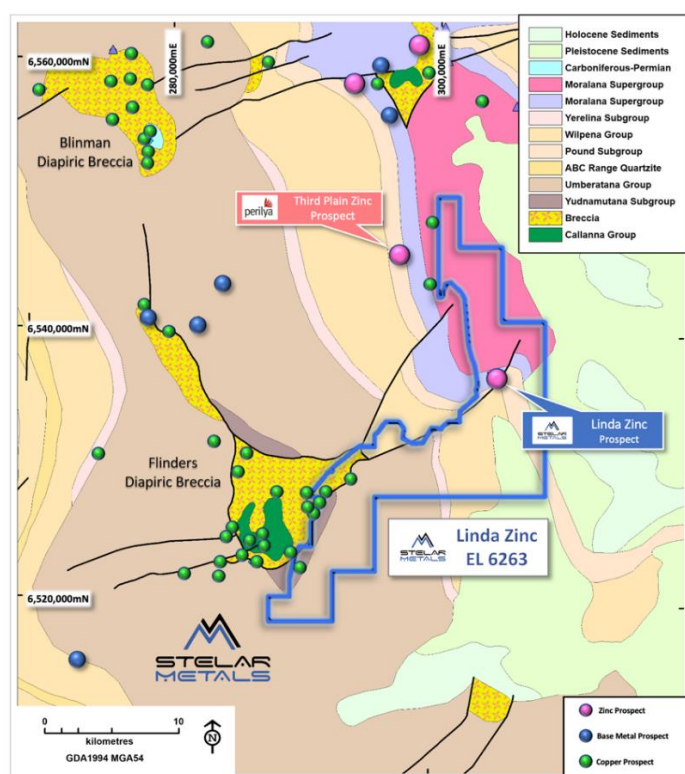 6,560,000mN
280,000mE
300,000mE
Blinman
Diapiric Breccia
perilya
Third Plain Zinc
Prospect
6,540,000mN
STELAR
METALS
Linda Zinc
Prospect
Flinders
Diapiric Breccia
STELAR
METALS
Linda Zinc
EL 6263
6,520,000mN
STELAR
METALS
0 10
kilometres
GDA1994 MGA54
N
Holocene Sediments
Pleistocene Sediments
Carboniferous-Permian
Moralana Supergroup
Moralana Supergroup
Yerelina Subgroup
Wilpena Group
Pound Subgroup
ABC Range Quartzite
Umberatana Group
Yudnamutana Subgroup
Breccia
Callanna Group
Zinc Prospect
Base Metal Prospect
Copper Prospect